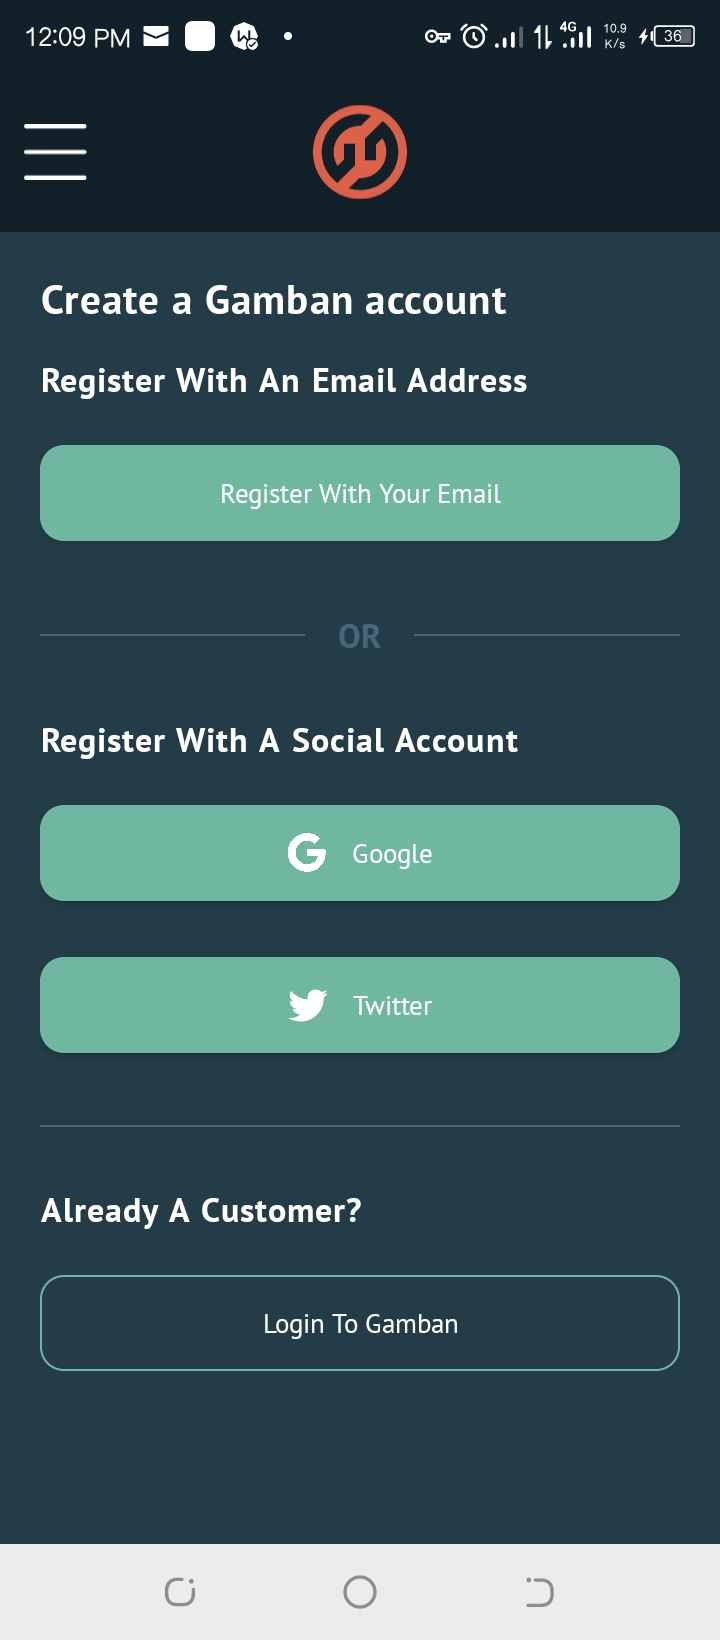 12:09 PM 4G 10.9 K/s 36
Create a Gamban account
Register With An Email Address
Register With Your Email
OR
Register With A Social Account
Google
Twitter
Already A Customer?
Login To Gamban